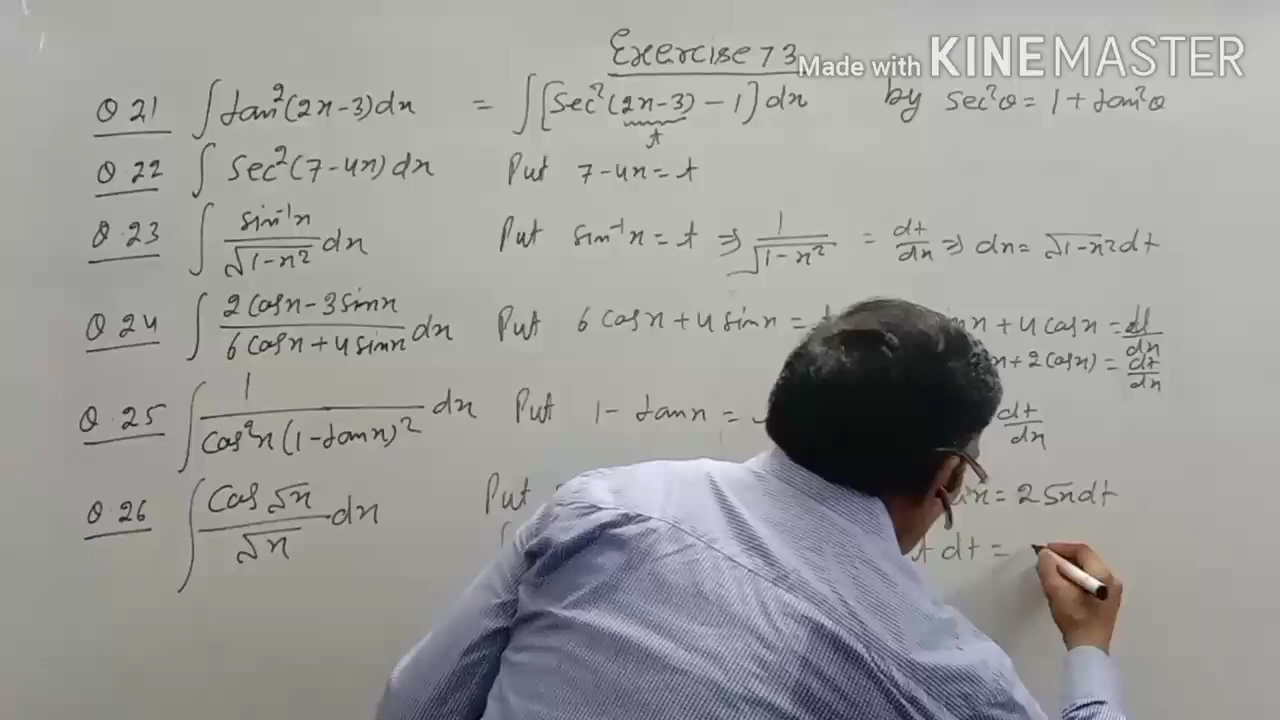 Exercise 7 3
Made with KINEMASTER
Q 21 ∫tan²(2x-3)dx = ∫[sec²(2x-3) - 1]dx by sec²θ = 1 + tan²θ
t
Q 22 ∫ sec²(7-4x)dx Put 7-4x = t
Q. 23 ∫ sin⁻¹x/√1-x² dx Put sin⁻¹x = t ⇒ 1/√1-x² = dt/dx ⇒ dx = √1-x² dt
Q 24 ∫ 2cosx-3sinx/6cosx+4sinx dx Put 6cosx + 4sinx = x + 4cosx = dt/dx
+ 2cosx) = dt/dx
Q. 25 ∫ 1/cos²x(1-tanx)² dx Put 1- tanx = dt/dx
Q. 26 ∫ cos√x/√x dx Put = 2√x dt
t dt =